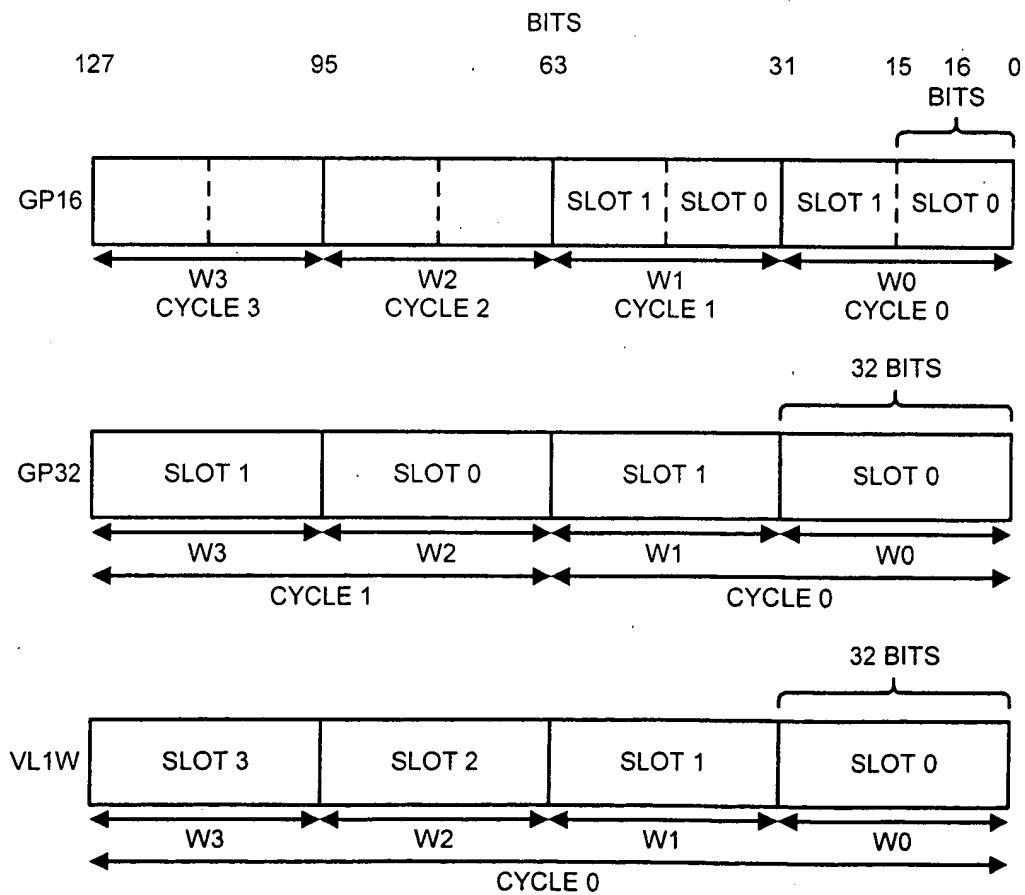 BITS
127 95 63 31 15 16 0
BITS
GP16 SLOT 1 SLOT 0 SLOT 1 SLOT 0
W3 W2 W1 W0
CYCLE 3 CYCLE 2 CYCLE 1 CYCLE 0
32 BITS
GP32 SLOT 1 SLOT 0 SLOT 1 SLOT 0
W3 W2 W1 W0
CYCLE 1 CYCLE 0
32 BITS
VL1W SLOT 3 SLOT 2 SLOT 1 SLOT 0
W3 W2 W1 W0
CYCLE 0